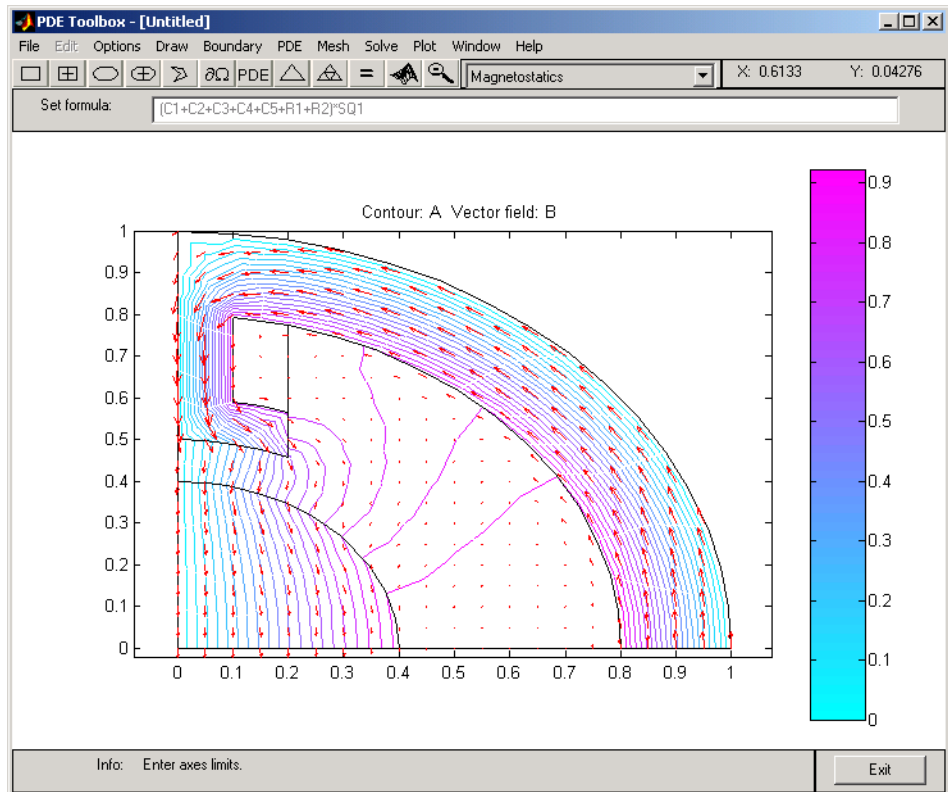 PDE Toolbox - [Untitled]
File Edit Options Draw Boundary PDE Mesh Solve Plot Window Help
∂Ω PDE = Magnetostatics X: 0.6133 Y: 0.04276
Set formula: (C1+C2+C3+C4+C5+R1+R2)*SQ1
Contour: A Vector field: B
1
0.9
0.8
0.7
0.6
0.5
0.4
0.3
0.2
0.1
0
0 0.1 0.2 0.3 0.4 0.5 0.6 0.7 0.8 0.9 1
0.9
0.8
0.7
0.6
0.5
0.4
0.3
0.2
0.1
0
Info: Enter axes limits.
Exit